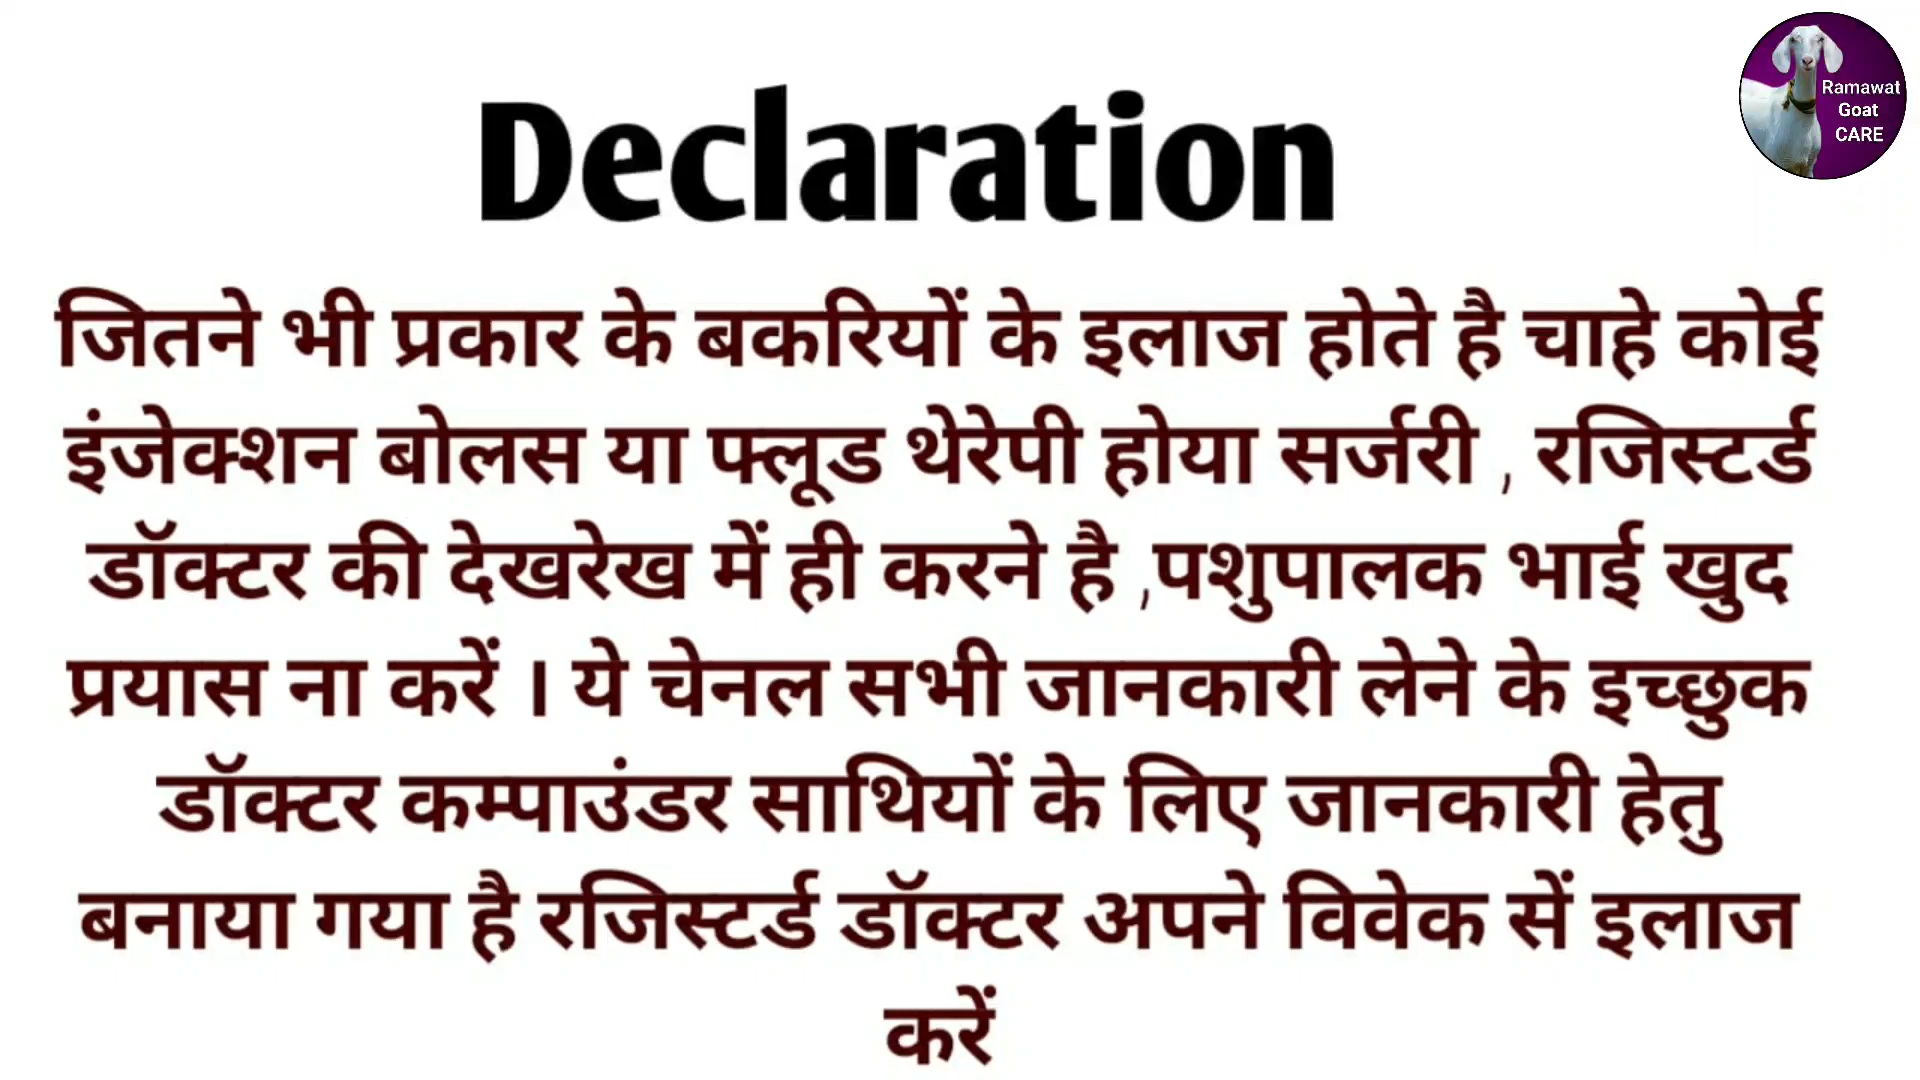 Ramawat
Goat
CARE
Declaration
जितने भी प्रकार के बकरियों के इलाज होते है चाहे कोई
इंजेक्शन बोलस या फ्लूड थेरेपी होया सर्जरी , रजिस्टर्ड
डॉक्टर की देखरेख में ही करने है ,पशुपालक भाई खुद
प्रयास ना करें । ये चेनल सभी जानकारी लेने के इच्छुक
डॉक्टर कम्पाउंडर साथियों के लिए जानकारी हेतु
बनाया गया है रजिस्टर्ड डॉक्टर अपने विवेक सें इलाज
करें